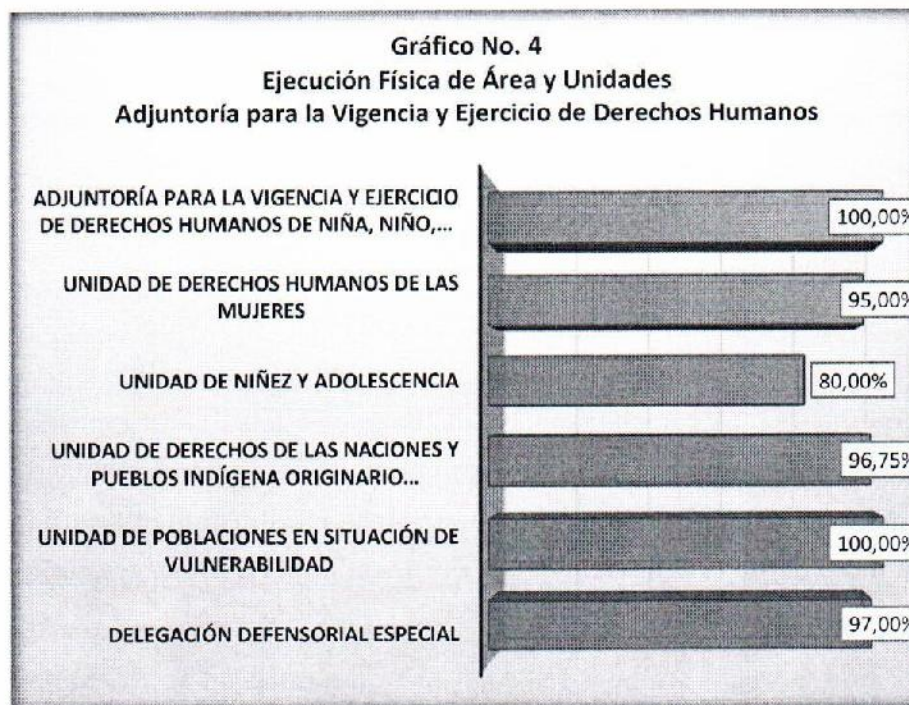 Gráfico No. 4
Ejecución Física de Área y Unidades
Adjuntoría para la Vigencia y Ejercicio de Derechos Humanos
ADJUNTORÍA PARA LA VIGENCIA Y EJERCICIO
DE DERECHOS HUMANOS DE NIÑA, NIÑO,...
100,00%
UNIDAD DE DERECHOS HUMANOS DE LAS
MUJERES
95,00%
UNIDAD DE NIÑEZ Y ADOLESCENCIA
80,00%
UNIDAD DE DERECHOS DE LAS NACIONES Y
PUEBLOS INDÍGENA ORIGINARIO...
96,75%
UNIDAD DE POBLACIONES EN SITUACIÓN DE
VULNERABILIDAD
100,00%
DELEGACIÓN DEFENSORIAL ESPECIAL
97,00%